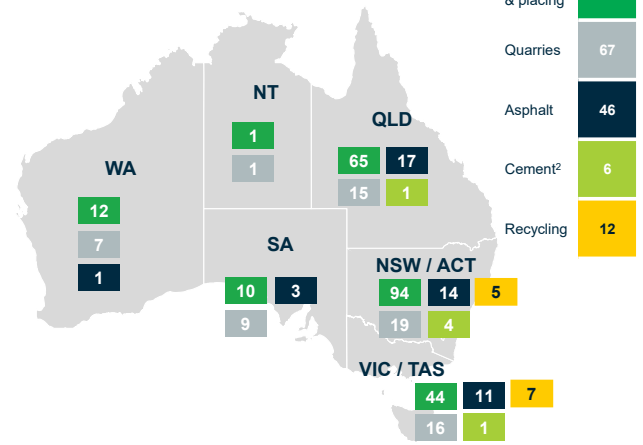 & placing
Quarries 67
Asphalt 46
Cement² 6
Recycling 12
NT
1
1
QLD
65 17
15 1
WA
12
7
1
SA
10 3
9
NSW / ACT
94 14 5
19 4
VIC / TAS
44 11 7
16 1